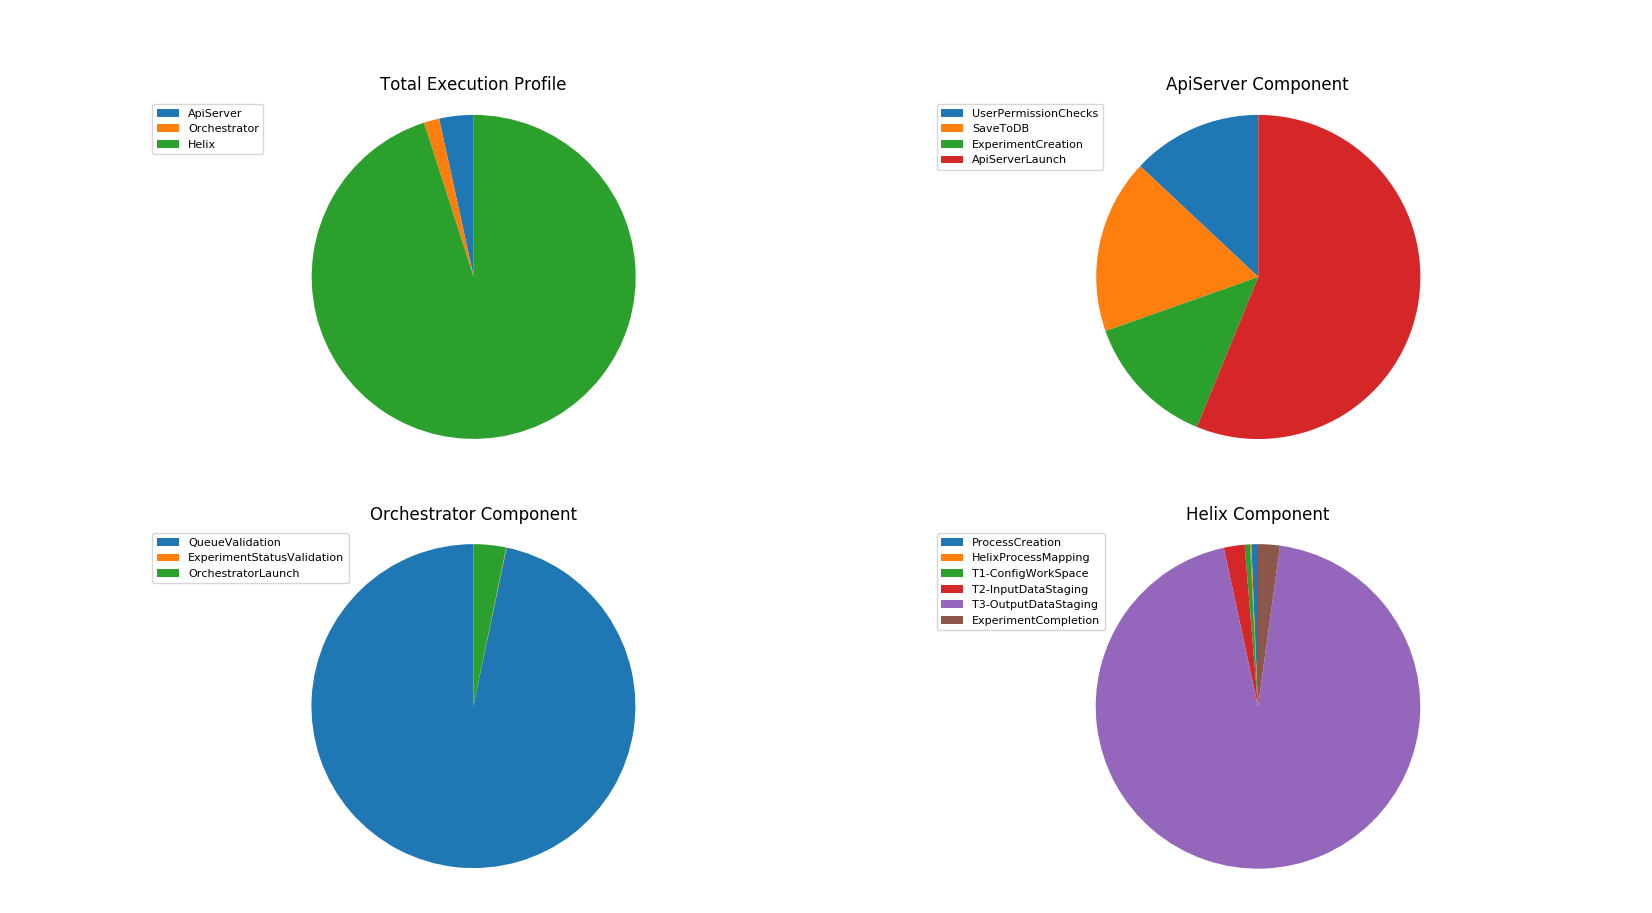 Total Execution Profile
ApiServer
Orchestrator
Helix
ApiServer Component
UserPermissionChecks
SaveToDB
ExperimentCreation
ApiServerLaunch
Orchestrator Component
QueueValidation
ExperimentStatusValidation
OrchestratorLaunch
Helix Component
ProcessCreation
HelixProcessMapping
T1-ConfigWorkSpace
T2-InputDataStaging
T3-OutputDataStaging
ExperimentCompletion